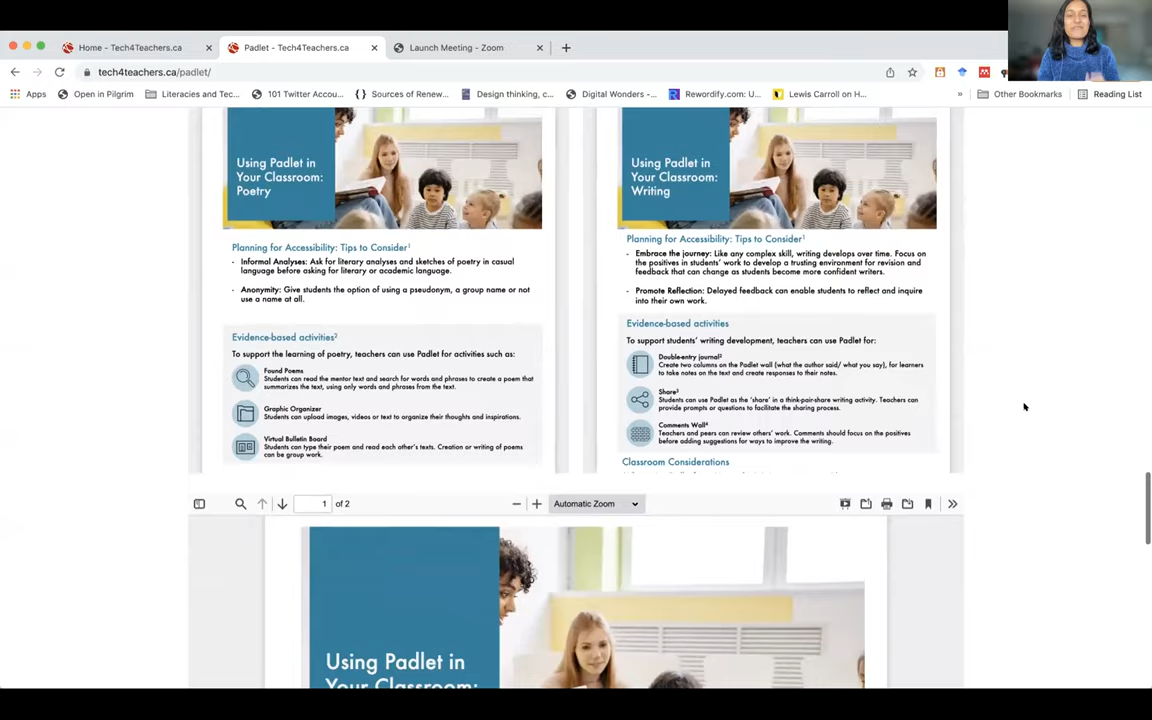 Home - Tech4Teachers.ca
Padlet - Tech4Teachers.ca
Launch Meeting - Zoom
tech4teachers.ca/padlet/
Apps
Open in Pilgrim
Literacies and Tec...
101 Twitter Accou...
Sources of Renew...
Design thinking, c...
Digital Wonders -...
Rewordify.com: U...
Lewis Carroll on H...
»
Other Bookmarks
Reading List
Using Padlet in
Your Classroom:
Poetry
Planning for Accessibility: Tips to Consider¹
- Informal Analyses: Ask for literary analyses and sketches of poetry in casual
language before asking for literary or academic language.
- Anonymity: Give students the option of using a pseudonym, a group name or not
use a name at all.
Evidence-based activities²
To support the learning of poetry, teachers can use Padlet for activities such as:
Found Poems
Students can read the mentor text and search for words and phrases to create a poem that
summarizes the text, using only words and phrases from the text.
Graphic Organizer
Students can upload images, videos or text to organize their thoughts and inspirations.
Virtual Bulletin Board
Students can type their poem and read each other's texts. Creation or writing of poems
can be group work.
Using Padlet in
Your Classroom:
Writing
Planning for Accessibility: Tips to Consider¹
- Embrace the journey: Like any complex skill, writing develops over time. Focus on
the positives in students' work to develop a trusting environment for revision and
feedback that can change as students become more confident writers.
- Promote Reflection: Delayed feedback can enable students to reflect and inquire
into their own work.
Evidence-based activities
To support students' writing development, teachers can use Padlet for:
Double-entry journal²
Create two columns on the Padlet wall (what the author said/ what you say), for learners
to take notes on the text and create responses to their notes.
Share³
Students can use Padlet as the 'share' in a think-pair-share writing activity. Teachers can
provide prompts or questions to facilitate the sharing process.
Comments Wall⁴
Teachers and peers can review others' work. Comments should focus on the positives
before adding suggestions for ways to improve the writing.
Classroom Considerations
1 of 2
Automatic Zoom
Using Padlet in
Your Classroom: